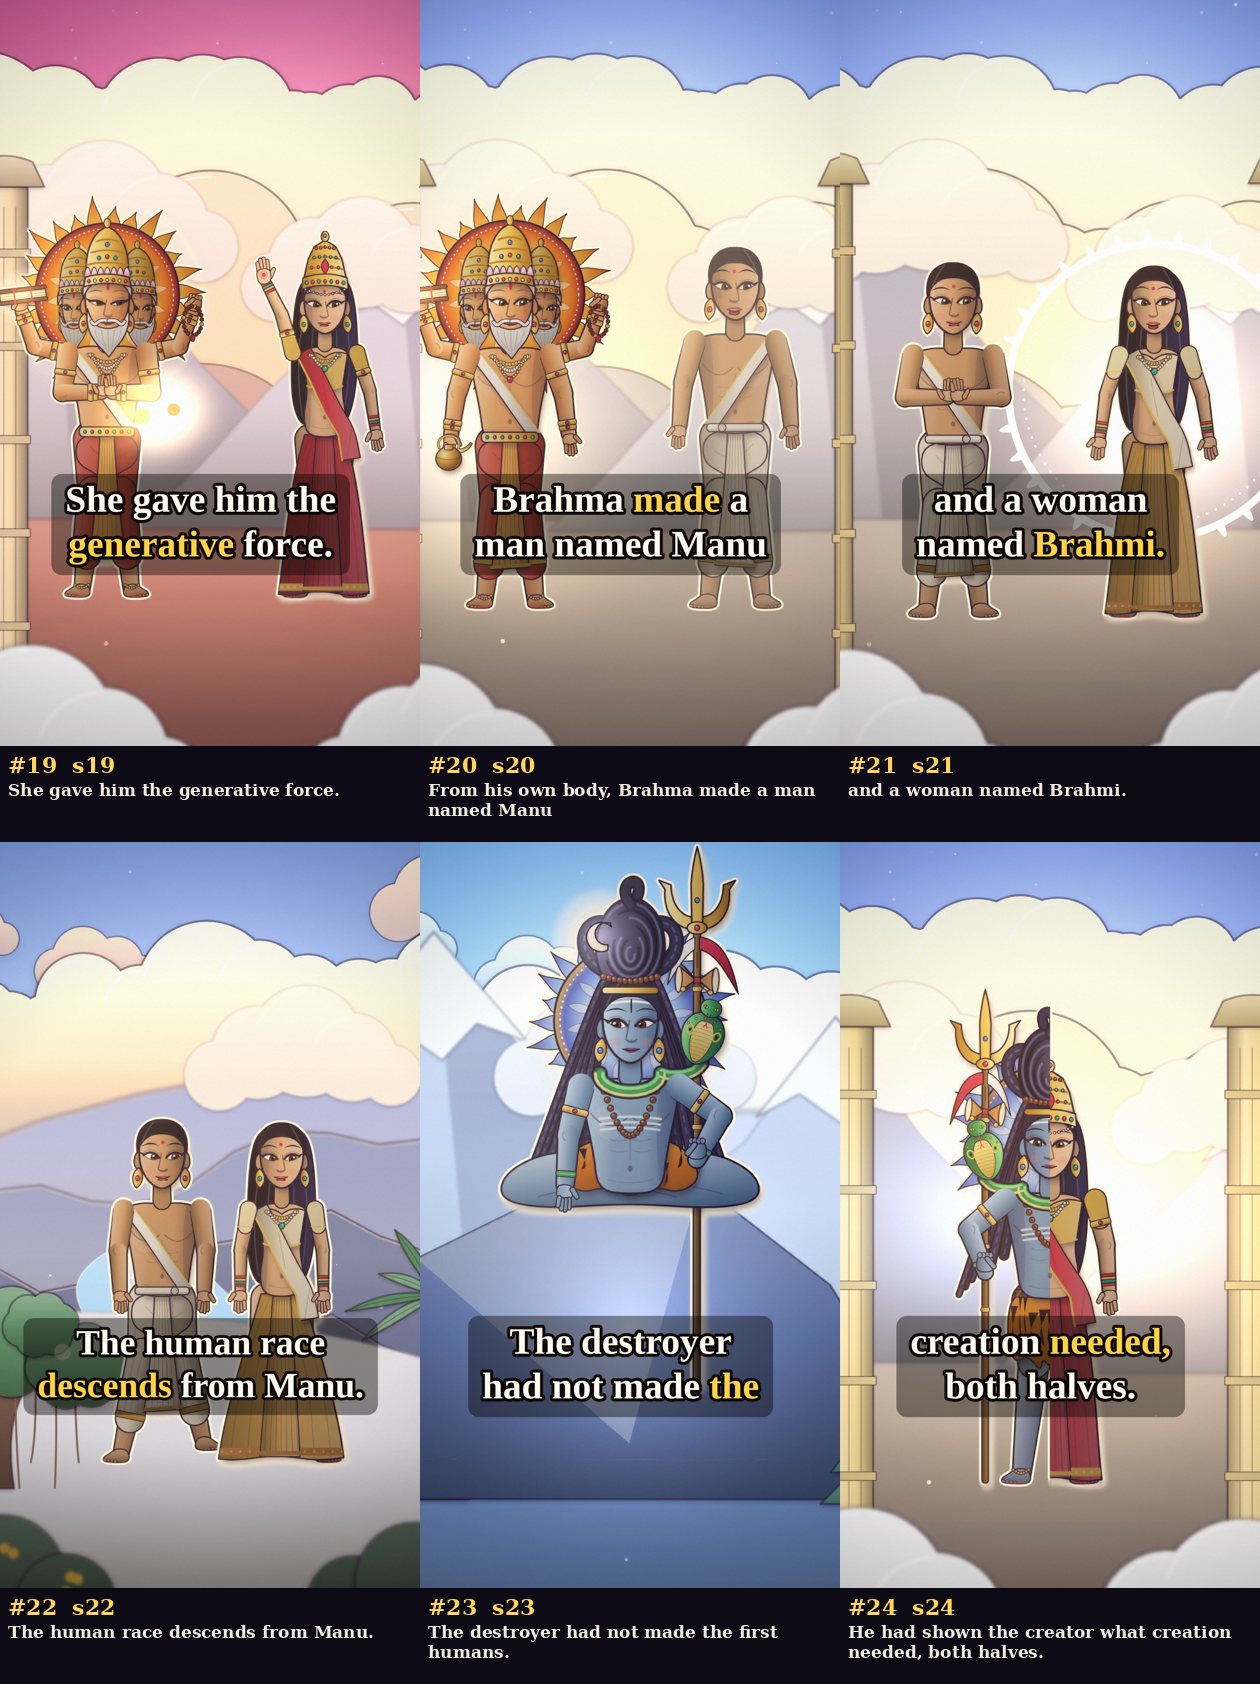 She gave him the
generative force.
Brahma made a
man named Manu
and a woman
named Brahmi.
#19 s19
She gave him the generative force.
#20 s20
From his own body, Brahma made a man
named Manu
#21 s21
and a woman named Brahmi.
The human race
descends from Manu.
The destroyer
had not made the
creation needed,
both halves.
#22 s22
The human race descends from Manu.
#23 s23
The destroyer had not made the first
humans.
#24 s24
He had shown the creator what creation
needed, both halves.